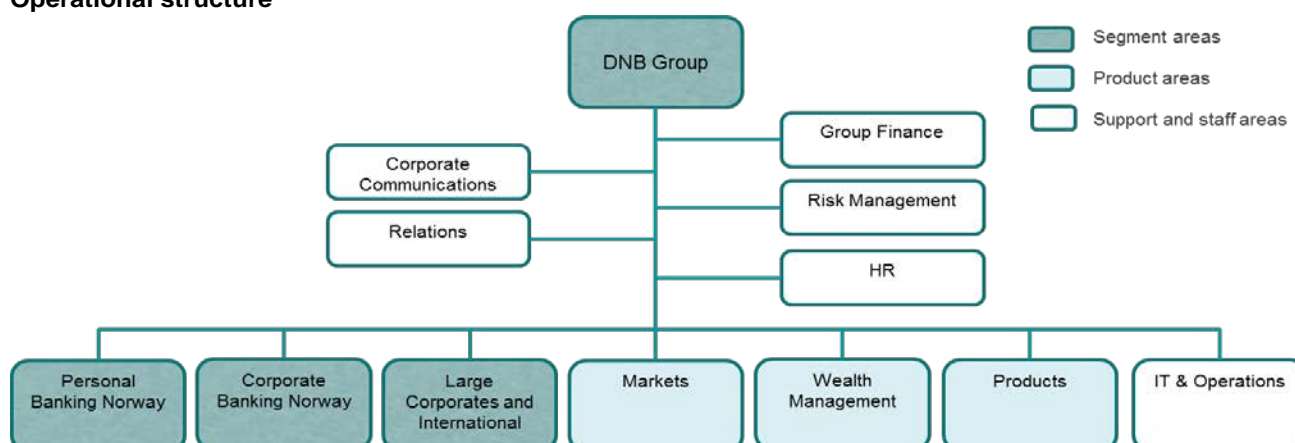 Operational structure
DNB Group
Segment areas
Product areas
Support and staff areas
Group Finance
Corporate
Communications
Risk Management
Relations
HR
Personal
Banking Norway
Corporate
Banking Norway
Large
Corporates and
International
Markets
Wealth
Management
Products
IT & Operations